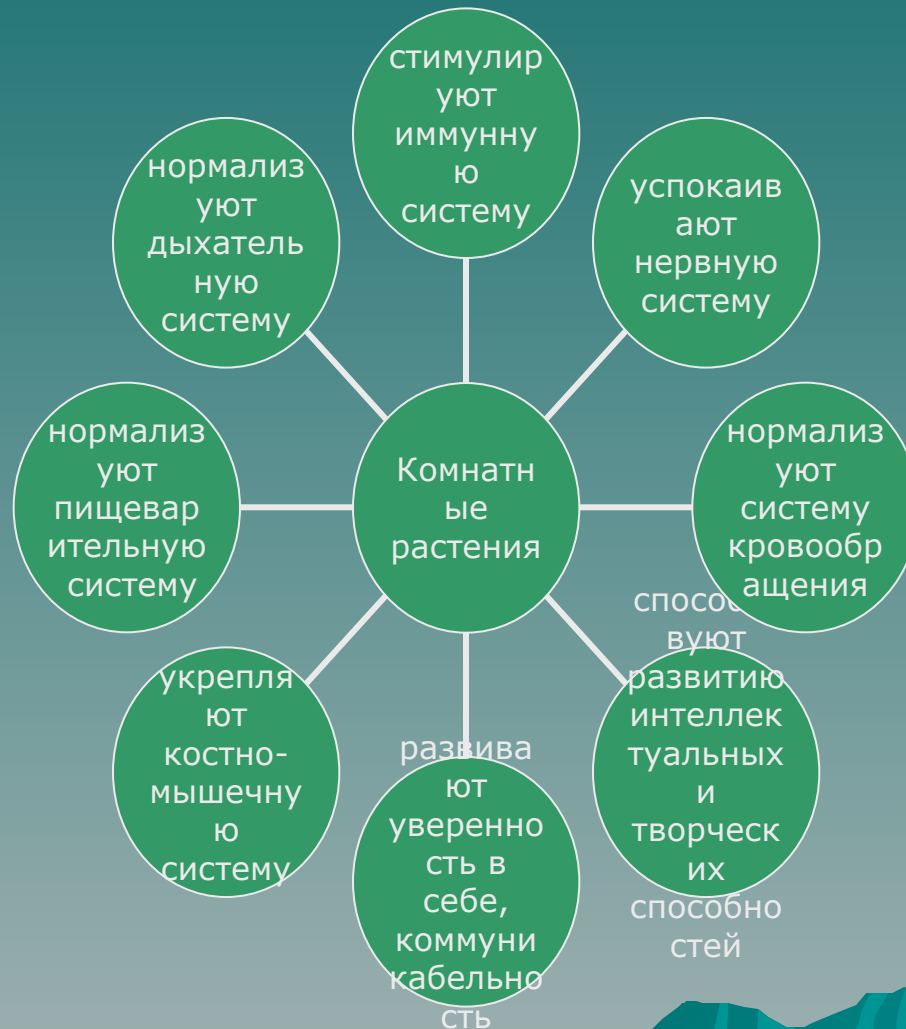 стимулир
уют
иммунну
ю
систему
успокаив
ают
нервную
систему
нормализ
уют
систему
кровообр
ащения
вуют
развитию
интеллек
туальных
и
творческ
их
способно
стей
развива
ют
уверенно
сть в
себе,
коммуни
кабельно
сть
укрепля
ют
костно-
мышечну
ю
систему
нормализ
уют
пищевар
ительную
систему
нормализ
уют
дыхатель
ную
систему
Комнатн
ые
растения